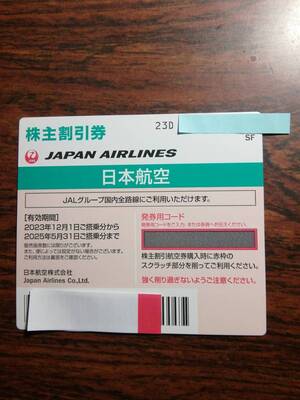 株主割引券
23D
SF
JAPAN AIRLINES
日本航空
JALグループ国内全路線にご利用いただけます。
【有効期間】
2023年12月1日ご搭乗分から
2025年5月31日ご搭乗分まで
発券用コード
株主割引航空券購入時に赤枠の
スクラッチ部分を削ってご利用ください。
強く削り過ぎないようご注意ください。
日本航空株式会社
Japan Airlines Co.,Ltd.